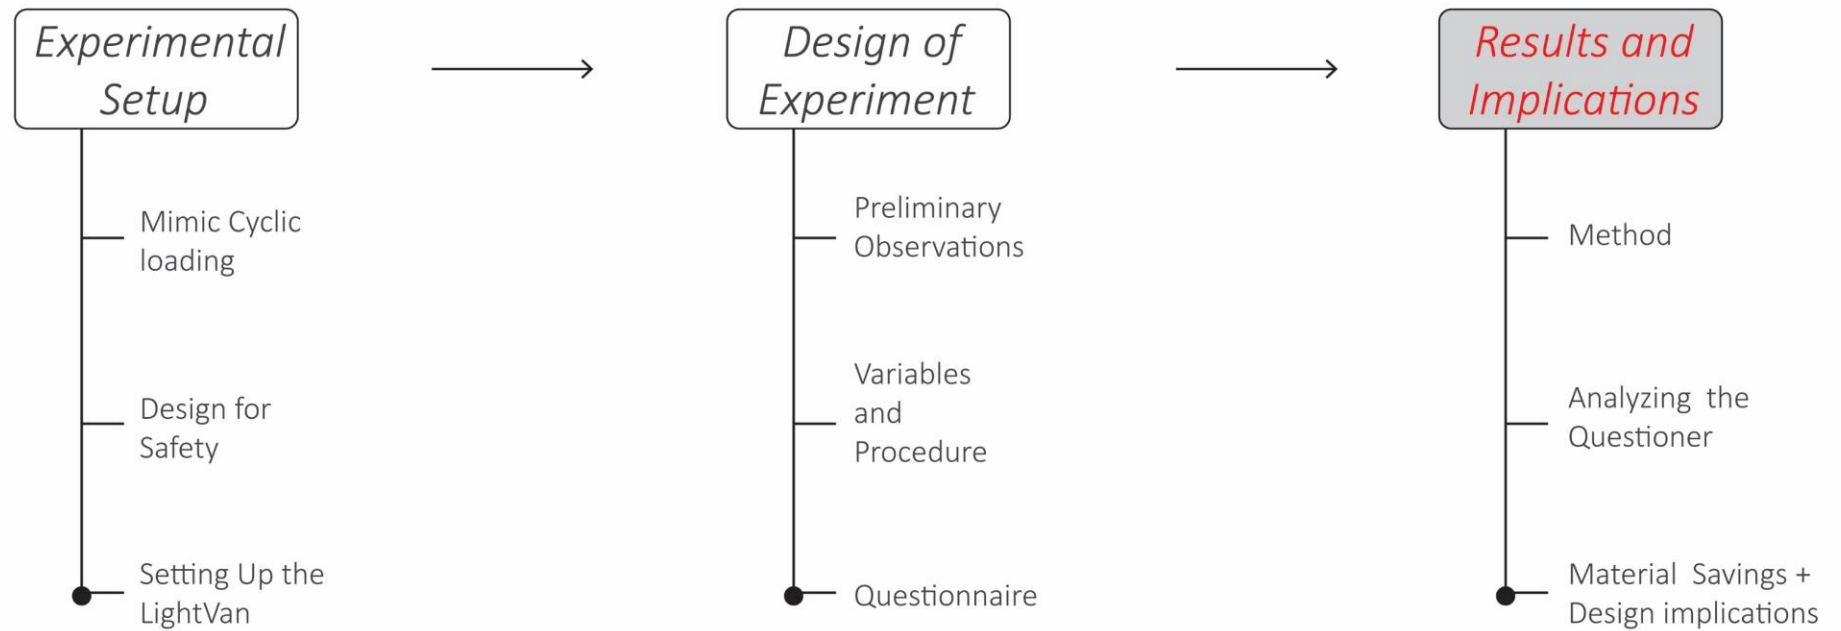 Experimental
Setup
Mimic Cyclic
loading
Design for
Safety
Setting Up the
LightVan
Design of
Experiment
Preliminary
Observations
Variables
and
Procedure
Questionnaire
Results and
Implications
Method
Analyzing the
Questioner
Material Savings +
Design implications